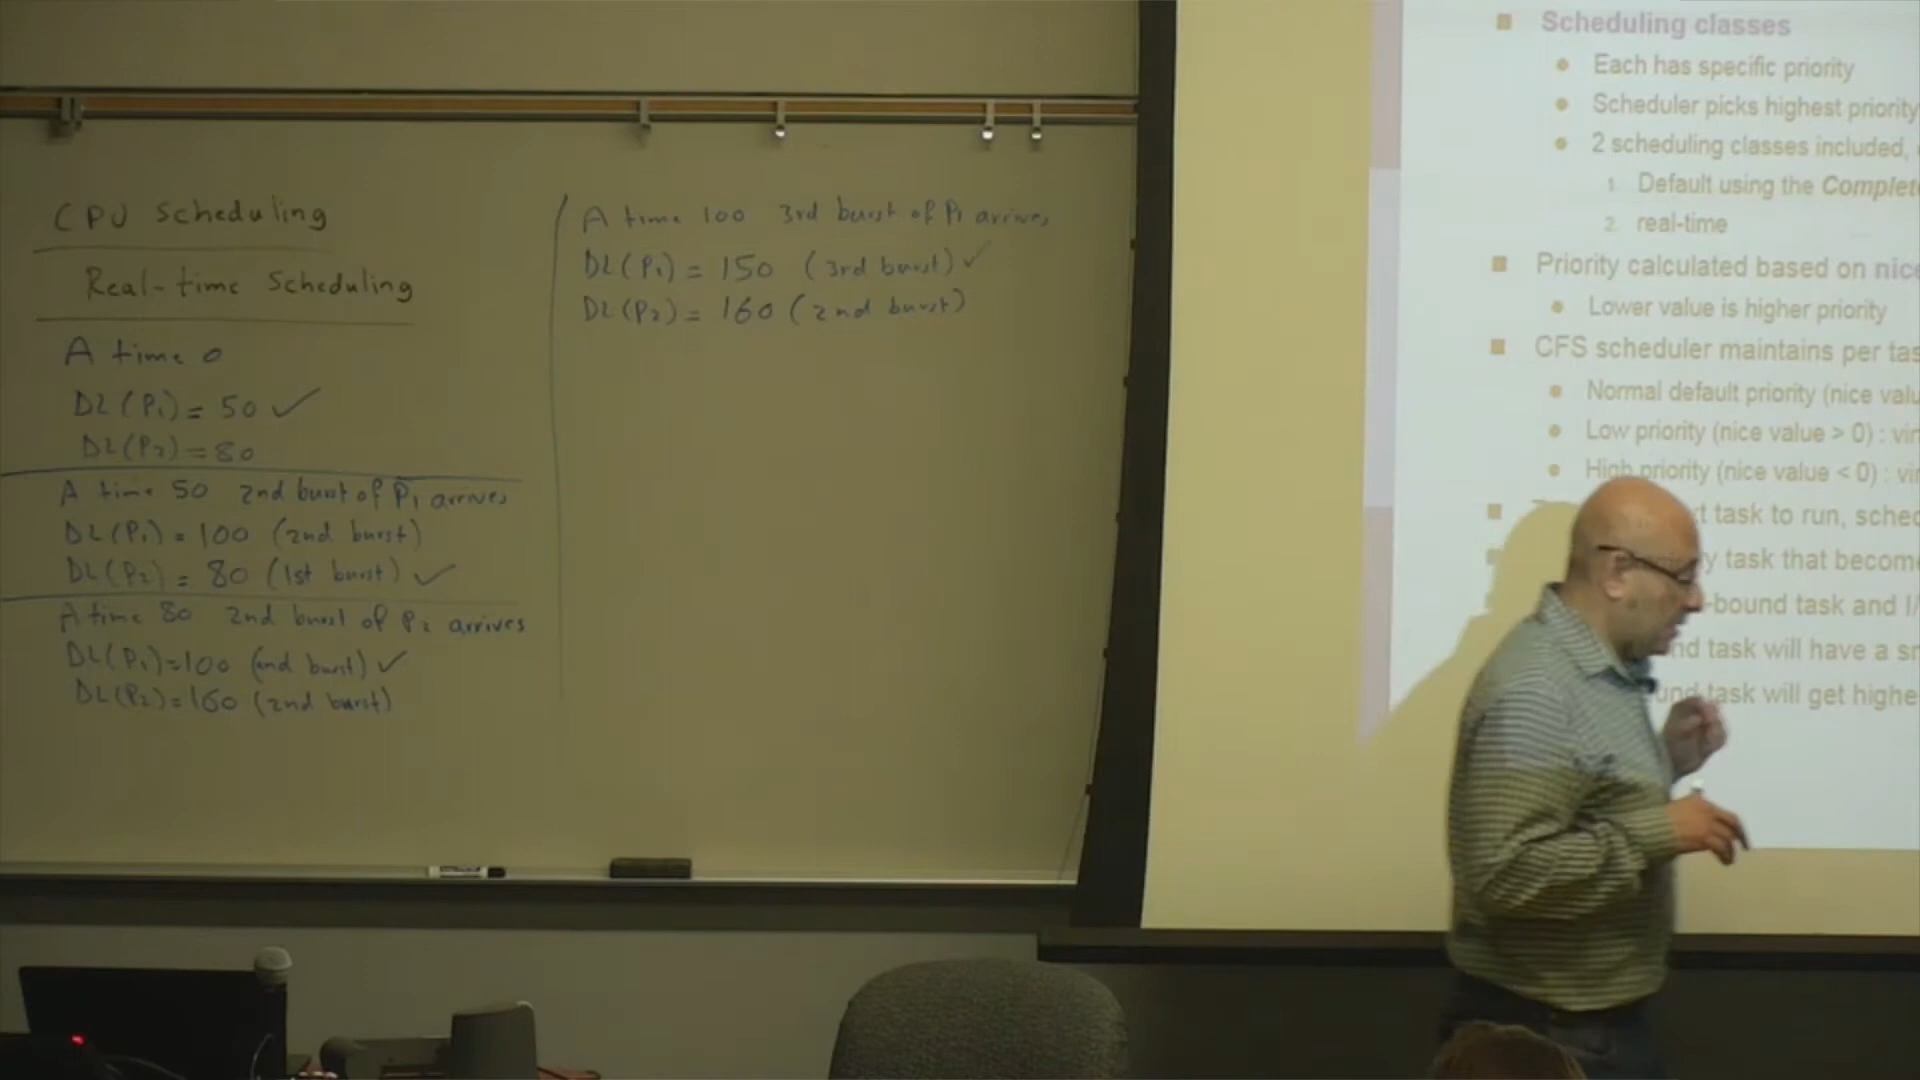 CPU Scheduling
Real-time Scheduling
A time 0
DL(P1) = 50 ✓
DL(P2) = 80
A time 50 2nd burst of P1 arrives
DL(P1) = 100 (2nd burst)
DL(P2) = 80 (1st burst) ✓
A time 80 2nd burst of P2 arrives
DL(P1)=100 (2nd burst) ✓
DL(P2)=160 (2nd burst)
A time 100 3rd burst of P1 arrives
DL(P1) = 150 (3rd burst) ✓
DL(P2) = 160 (2nd burst)
■ Scheduling classes
● Each has specific priority
● Scheduler picks highest priority
● 2 scheduling classes included,
1. Default using the Complete
2. real-time
■ Priority calculated based on nice
● Lower value is higher priority
■ CFS scheduler maintains per tas
● Normal default priority (nice valu
● Low priority (nice value > 0) : vir
● High priority (nice value < 0) : vir
t task to run, sched
y task that become
-bound task and I/
nd task will have a sm
und task will get highe